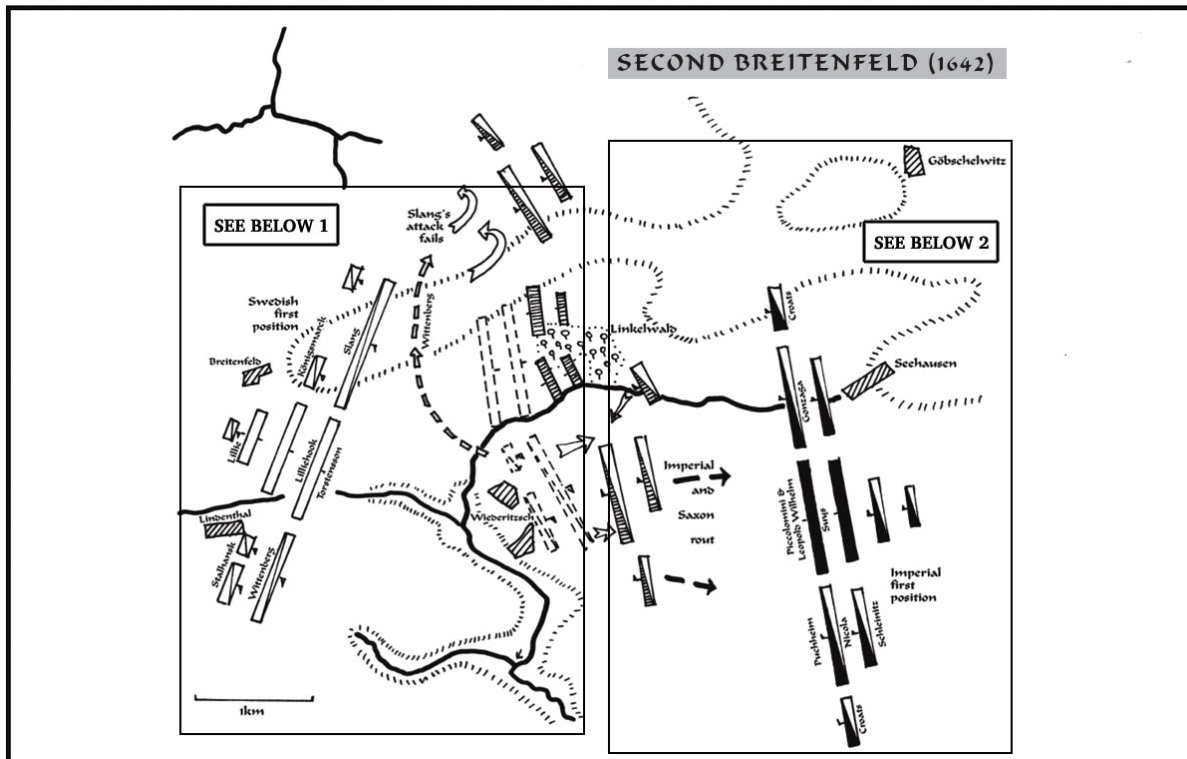 SECOND BREITENFELD (1642)
Göbschelwitz
SEE BELOW 1
Slang's
attack
fails
SEE BELOW 2
Swedish
first
position
Wittenberg
Croats
Königsmarck
Slang
Linkelwald
Breitenfeld
Seehausen
Gonzaga
Lillie
Lilliehook
Torstensson
Imperial
and
Saxon
rout
Lindenthal
Wiederitzsch
Piccolomini &
Leopold Wilhelm
Suys
Stalhansk
Wittenberg
Imperial
first
position
Puchheim
Nicola
Schleinitz
1km
Croats